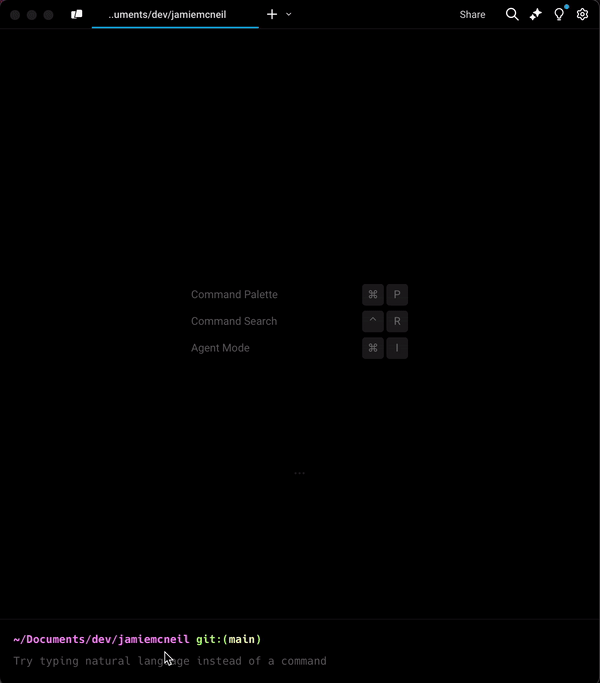 ..uments/dev/jamiemcneil
Share
Command Palette ⌘ P
Command Search ^ R
Agent Mode ⌘ I
...
~/Documents/dev/jamiemcneil git:(main)
Try typing natural language instead of a command